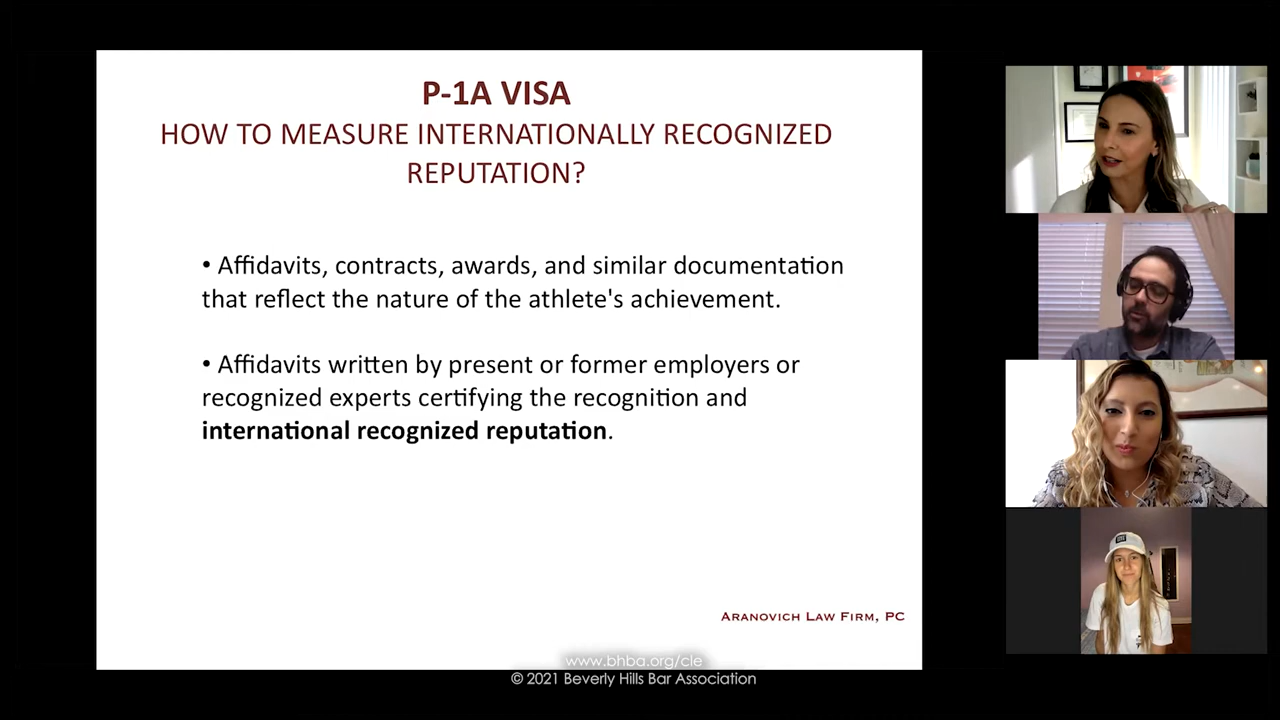 P-1A VISA
HOW TO MEASURE INTERNATIONALLY RECOGNIZED
REPUTATION?
• Affidavits, contracts, awards, and similar documentation
that reflect the nature of the athlete's achievement.
• Affidavits written by present or former employers or
recognized experts certifying the recognition and
international recognized reputation.
Aranovich Law Firm, PC
www.bhba.org/cle
© 2021 Beverly Hills Bar Association